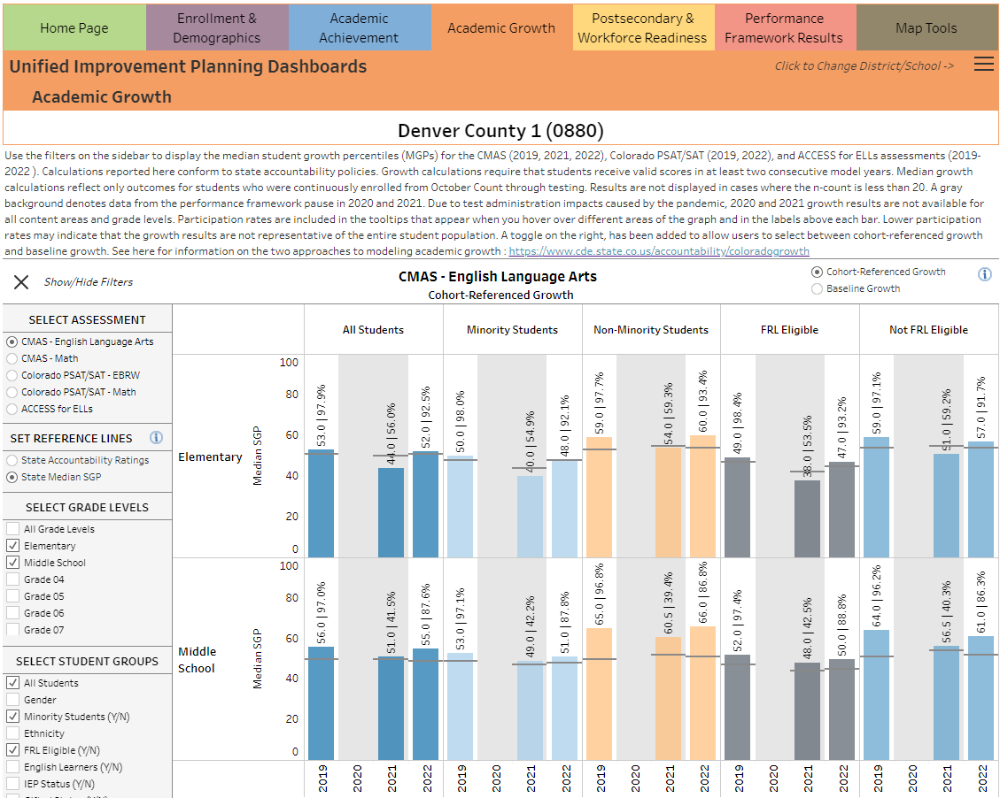 Home Page
Enrollment &
Demographics
Academic
Achievement
Academic Growth
Postsecondary &
Workforce Readiness
Performance
Framework Results
Map Tools
Unified Improvement Planning Dashboards
Click to Change District/School ->
Academic Growth
Denver County 1 (0880)
Use the filters on the sidebar to display the median student growth percentiles (MGPs) for the CMAS (2019, 2021, 2022), Colorado PSAT/SAT (2019, 2022), and ACCESS for ELLs assessments (2019-
2022 ). Calculations reported here conform to state accountability policies. Growth calculations require that students receive valid scores in at least two consecutive model years. Median growth
calculations reflect only outcomes for students who were continuously enrolled from October Count through testing. Results are not displayed in cases where the n-count is less than 20. A gray
background denotes data from the performance framework pause in 2020 and 2021. Due to test administration impacts caused by the pandemic, 2020 and 2021 growth results are not available for
all content areas and grade levels. Participation rates are included in the tooltips that appear when you hover over different areas of the graph and in the labels above each bar. Lower participation
rates may indicate that the growth results are not representative of the entire student population. A toggle on the right, has been added to allow users to select between cohort-referenced growth
and baseline growth. See here for information on the two approaches to modeling academic growth : https://www.cde.state.co.us/accountability/coloradogrowth
Show/Hide Filters
CMAS - English Language Arts
Cohort-Referenced Growth
Cohort-Referenced Growth
Baseline Growth
SELECT ASSESSMENT
CMAS - English Language Arts
CMAS - Math
Colorado PSAT/SAT - EBRW
Colorado PSAT/SAT - Math
ACCESS for ELLs
SET REFERENCE LINES
State Accountability Ratings
State Median SGP
SELECT GRADE LEVELS
All Grade Levels
Elementary
Middle School
Grade 04
Grade 05
Grade 06
Grade 07
SELECT STUDENT GROUPS
All Students
Gender
Minority Students (Y/N)
Ethnicity
FRL Eligible (Y/N)
English Learners (Y/N)
IEP Status (Y/N)
All Students
Minority Students
Non-Minority Students
FRL Eligible
Not FRL Eligible
Elementary
Median SGP
100
80
60
40
20
0
53.0 | 97.9%
44.0 | 56.0%
52.0 | 92.5%
50.0 | 98.0%
40.0 | 54.9%
48.0 | 92.1%
59.0 | 97.7%
54.0 | 59.3%
60.0 | 93.4%
49.0 | 98.4%
38.0 | 53.5%
47.0 | 93.2%
59.0 | 97.1%
51.0 | 59.2%
57.0 | 91.7%
Middle
School
Median SGP
100
80
60
40
20
0
56.0 | 97.0%
51.0 | 41.5%
55.0 | 87.6%
53.0 | 97.1%
49.0 | 42.2%
51.0 | 87.8%
65.0 | 96.8%
60.5 | 39.4%
66.0 | 86.8%
52.0 | 97.4%
48.1 | 42.5%
50.0 | 88.8%
64.0 | 96.2%
56.5 | 40.3%
61.0 | 86.3%
2019
2020
2021
2022
2019
2020
2021
2022
2019
2020
2021
2022
2019
2020
2021
2022
2019
2020
2021
2022